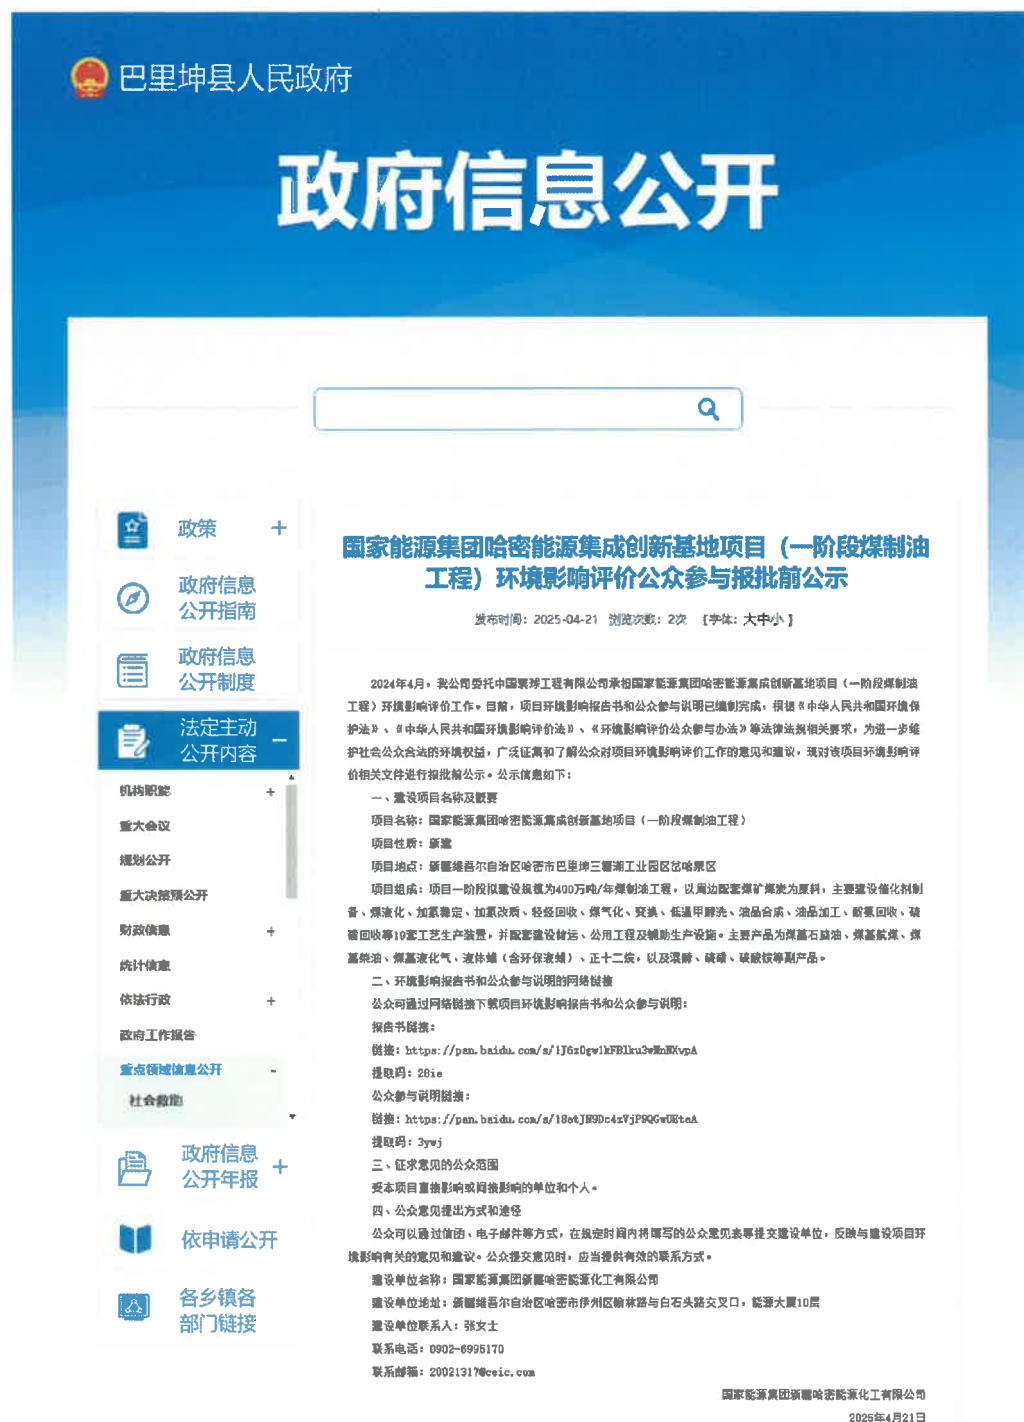 巴里坤县人民政府
政府信息公开
政策 +
政府信息
公开指南
政府信息
公开制度
法定主动
公开内容 −
机构职能 +
重大会议
规划公开
重大决策预公开
财政信息 +
统计信息
依法行政 +
政府工作报告
重点领域信息公开 -
社会救助
政府信息
公开年报 +
依申请公开
各乡镇各
部门链接
国家能源集团哈密能源集成创新基地项目（一阶段煤制油
工程）环境影响评价公众参与报批前公示
发布时间：2025-04-21 浏览次数：2次 【字体：大中小】
2024年4月，我公司委托中国寰球工程有限公司承担国家能源集团哈密能源集成创新基地项目（一阶段煤制油
工程）环境影响评价工作。目前，项目环境影响报告书和公众参与说明已编制完成，根据《中华人民共和国环境保
护法》、《中华人民共和国环境影响评价法》、《环境影响评价公众参与办法》等法律法规相关要求，为进一步维
护社会公众合法的环境权益，广泛征集和了解公众对项目环境影响评价工作的意见和建议，现对该项目环境影响评
价相关文件进行报批前公示。公示信息如下：
一、建设项目名称及概要
项目名称：国家能源集团哈密能源集成创新基地项目（一阶段煤制油工程）
项目性质：新建
项目地点：新疆维吾尔自治区哈密市巴里坤三塘湖工业园区岔哈泉区
项目组成：项目一阶段拟建设规模为400万吨/年煤制油工程，以周边配套煤矿煤炭为原料，主要建设催化剂制
备、煤液化、加氢稳定、加氢改质、轻烃回收、煤气化、变换、低温甲醇洗、油品合成、油品加工、酚氨回收、硫
磺回收等19套工艺生产装置，并配套建设储运、公用工程及辅助生产设施。主要产品为煤基石脑油、煤基航煤、煤
基柴油、煤基液化气、液体蜡（含环保液蜡）、正十二烷，以及混醇、硫磺、硫酸铵等副产品。
二、环境影响报告书和公众参与说明的网络链接
公众可通过网络链接下载项目环境影响报告书和公众参与说明：
报告书链接：
链接：https://pan.baidu.com/s/1J6z0gw1kFBlku3wMnNXvpA
提取码：28ie
公众参与说明链接：
链接：https://pan.baidu.com/s/18etJN9Dc4zVjP9QGwUEteA
提取码：3ywj
三、征求意见的公众范围
受本项目直接影响或间接影响的单位和个人。
四、公众意见提出方式和途径
公众可以通过信函、电子邮件等方式，在规定时间内将填写的公众意见表等提交建设单位，反映与建设项目环
境影响有关的意见和建议。公众提交意见时，应当提供有效的联系方式。
建设单位名称：国家能源集团新疆哈密能源化工有限公司
建设单位地址：新疆维吾尔自治区哈密市伊州区榆林路与白石头路交叉口，能源大厦10层
建设单位联系人：张女士
联系电话：0902-6995170
联系邮箱：20021317@ceic.com
国家能源集团新疆哈密能源化工有限公司
2025年4月21日